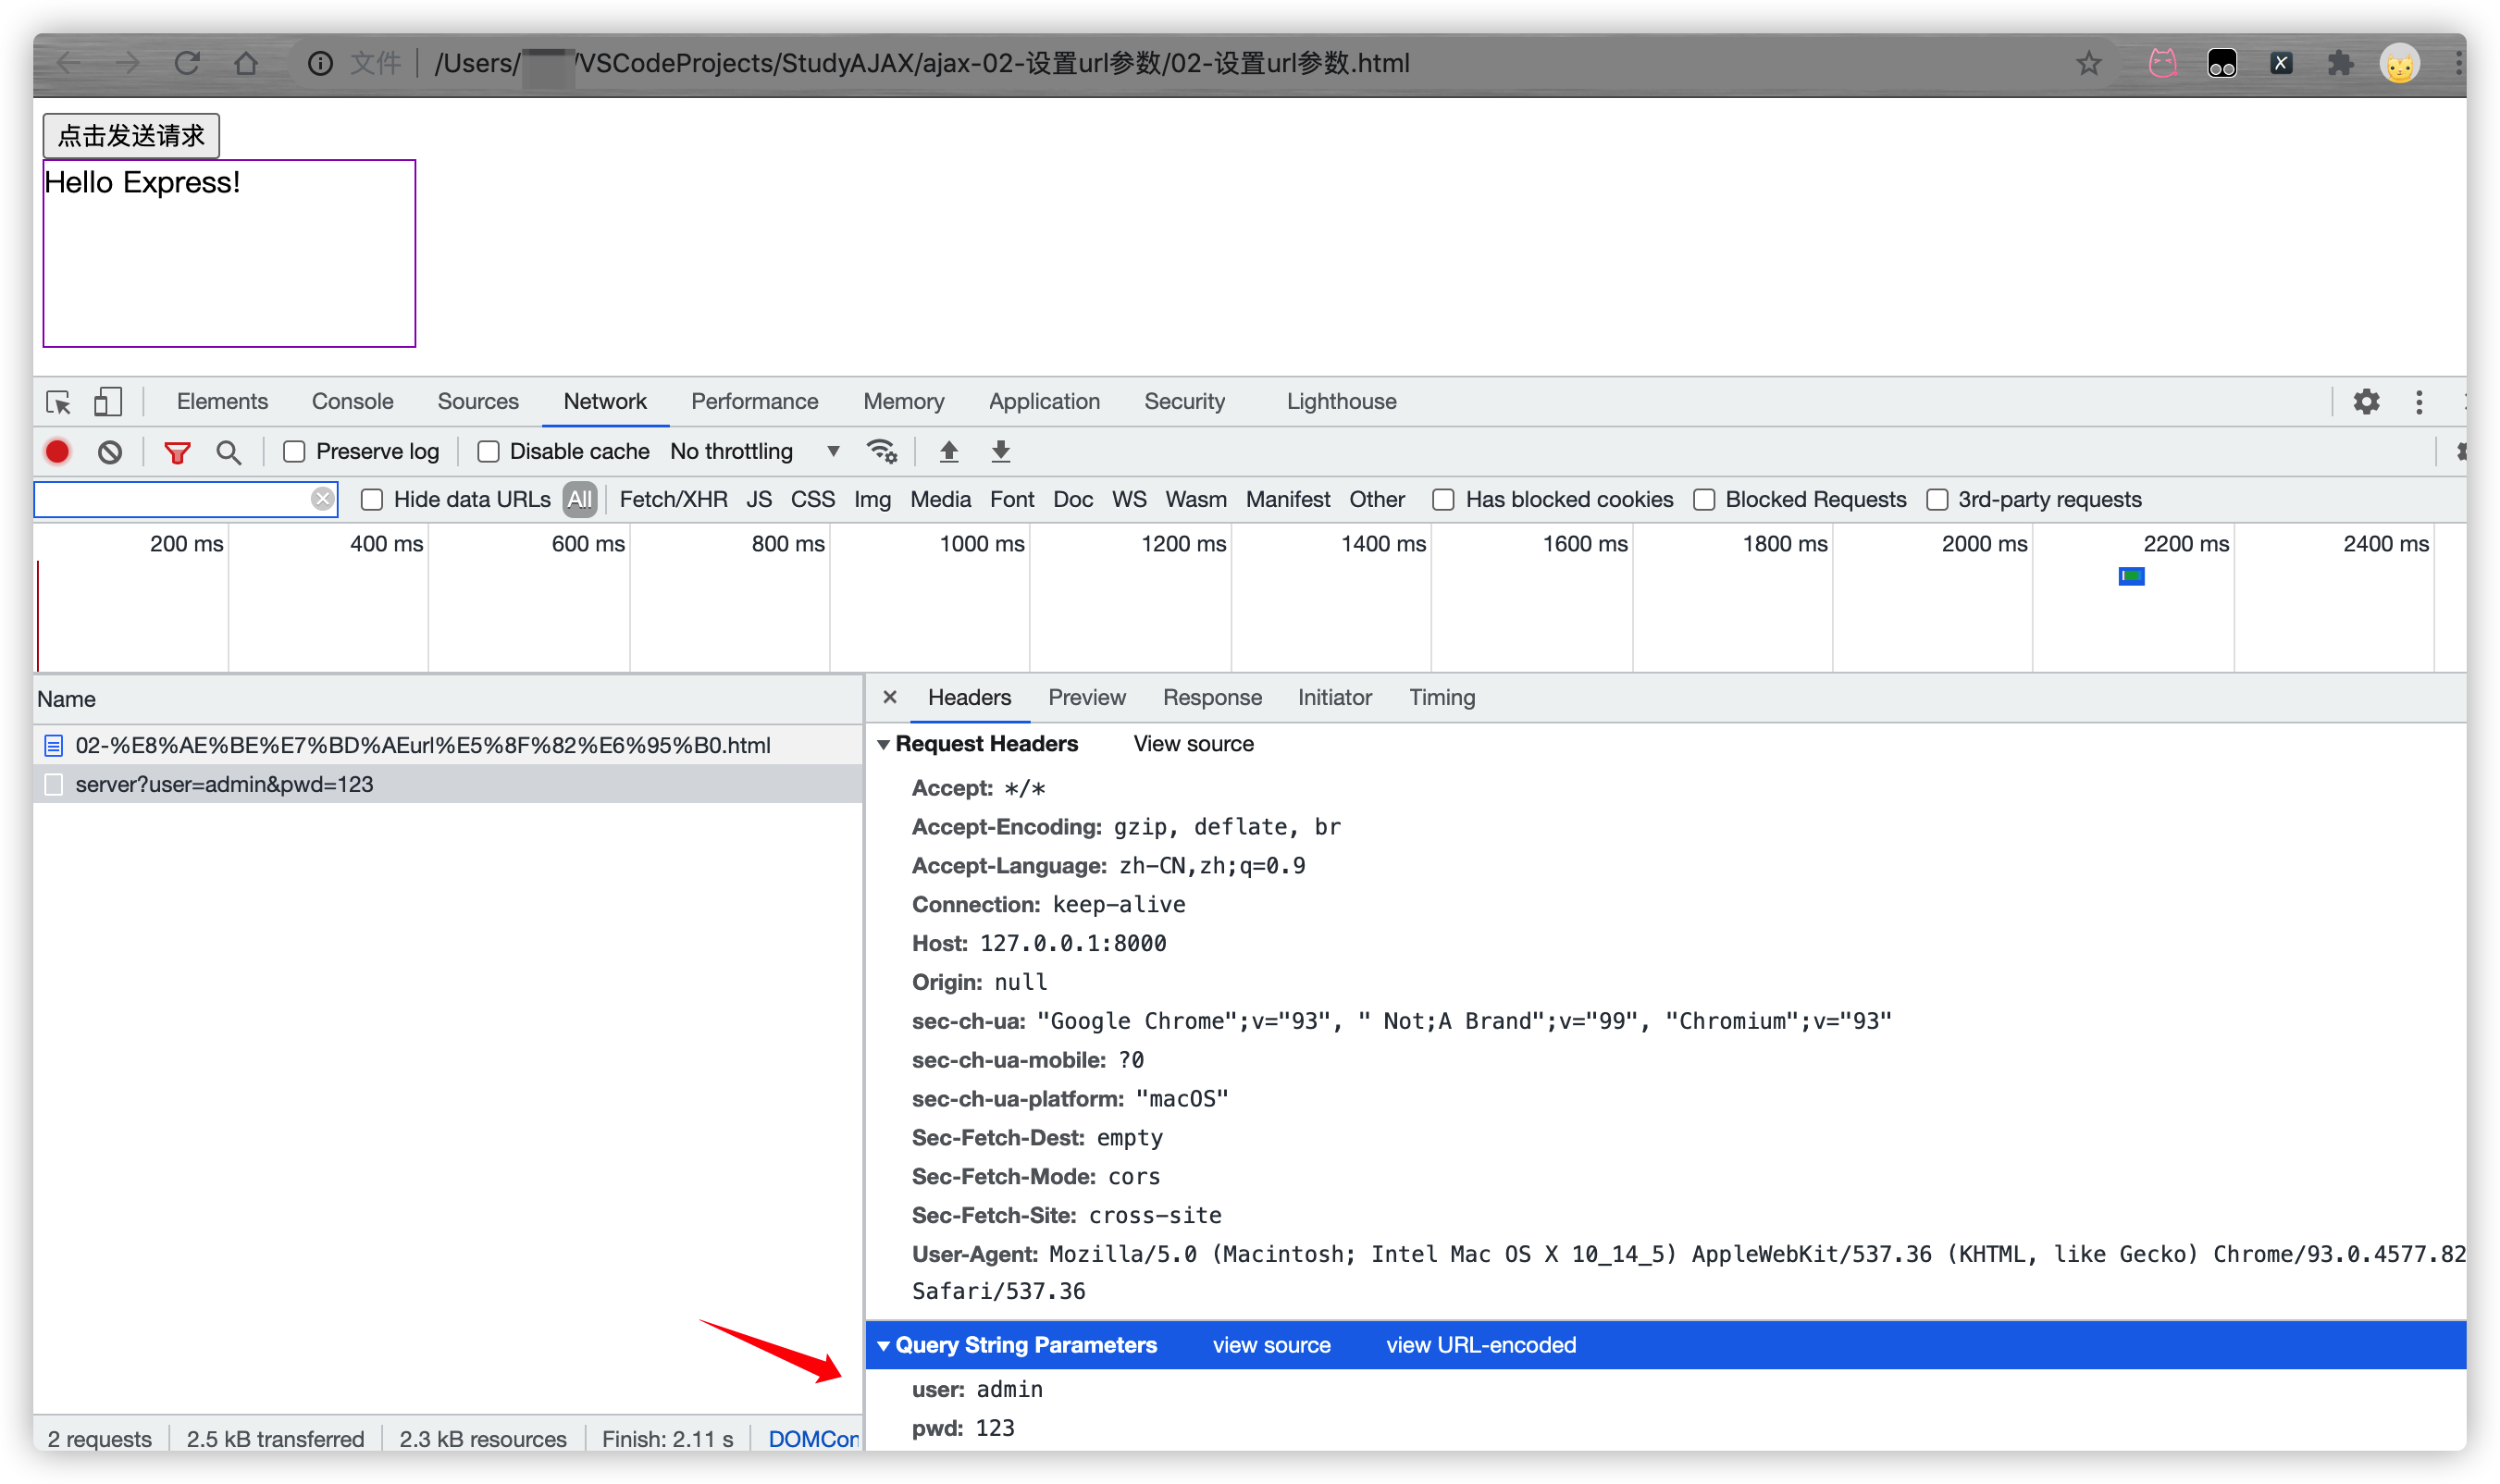 文件 /Users/ /VSCodeProjects/StudyAJAX/ajax-02-设置url参数/02-设置url参数.html
点击发送请求
Hello Express!
Elements Console Sources Network Performance Memory Application Security Lighthouse
Preserve log Disable cache No throttling
Hide data URLs All Fetch/XHR JS CSS Img Media Font Doc WS Wasm Manifest Other Has blocked cookies Blocked Requests 3rd-party requests
200 ms 400 ms 600 ms 800 ms 1000 ms 1200 ms 1400 ms 1600 ms 1800 ms 2000 ms 2200 ms 2400 ms
Name
02-%E8%AE%BE%E7%BD%AEurl%E5%8F%82%E6%95%B0.html
server?user=admin&pwd=123
2 requests 2.5 kB transferred 2.3 kB resources Finish: 2.11 s DOMCon
Headers Preview Response Initiator Timing
Request Headers View source
Accept: */*
Accept-Encoding: gzip, deflate, br
Accept-Language: zh-CN,zh;q=0.9
Connection: keep-alive
Host: 127.0.0.1:8000
Origin: null
sec-ch-ua: "Google Chrome";v="93", " Not;A Brand";v="99", "Chromium";v="93"
sec-ch-ua-mobile: ?0
sec-ch-ua-platform: "macOS"
Sec-Fetch-Dest: empty
Sec-Fetch-Mode: cors
Sec-Fetch-Site: cross-site
User-Agent: Mozilla/5.0 (Macintosh; Intel Mac OS X 10_14_5) AppleWebKit/537.36 (KHTML, like Gecko) Chrome/93.0.4577.82
Safari/537.36
Query String Parameters view source view URL-encoded
user: admin
pwd: 123